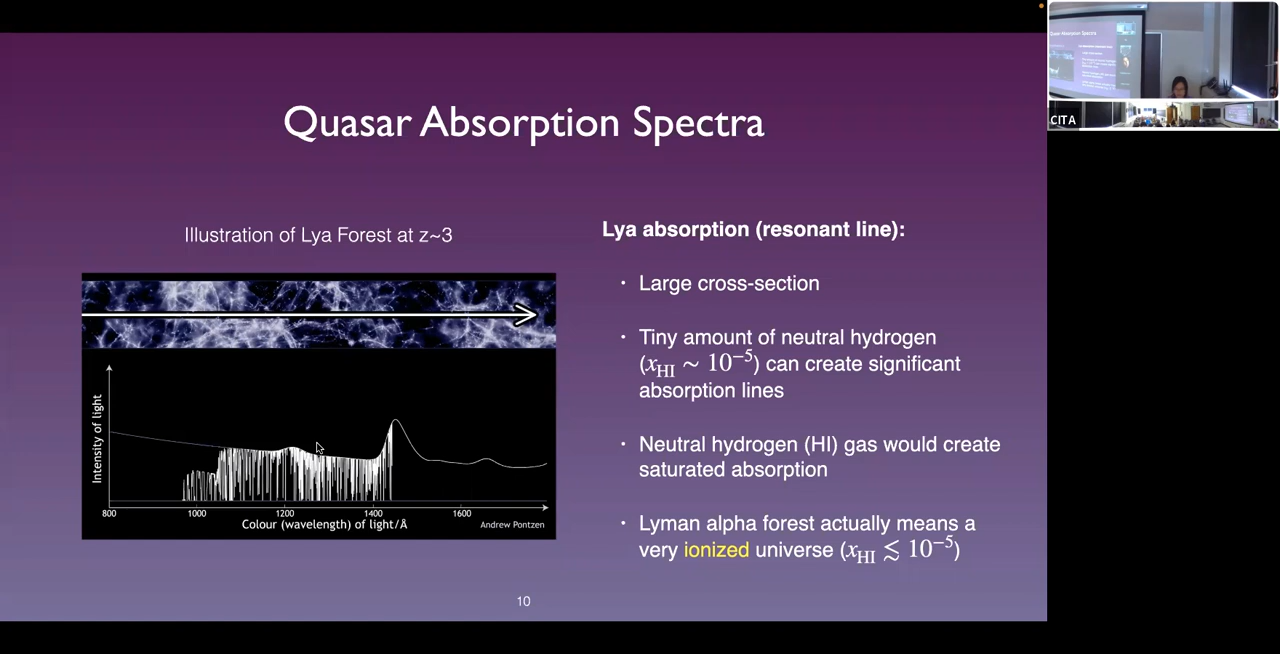 Quasar Absorption Spectra
Illustration of Lya Forest at z~3
Intensity of light
800 1000 1200 1400 1600
Colour (wavelength) of light/Å
Andrew Pontzen
Lya absorption (resonant line):
· Large cross-section
· Tiny amount of neutral hydrogen
(x_HI ∼ 10⁻⁵) can create significant
absorption lines
· Neutral hydrogen (HI) gas would create
saturated absorption
· Lyman alpha forest actually means a
very ionized universe (x_HI ≲ 10⁻⁵)
10
Quasar Absorption Spectra
CITA